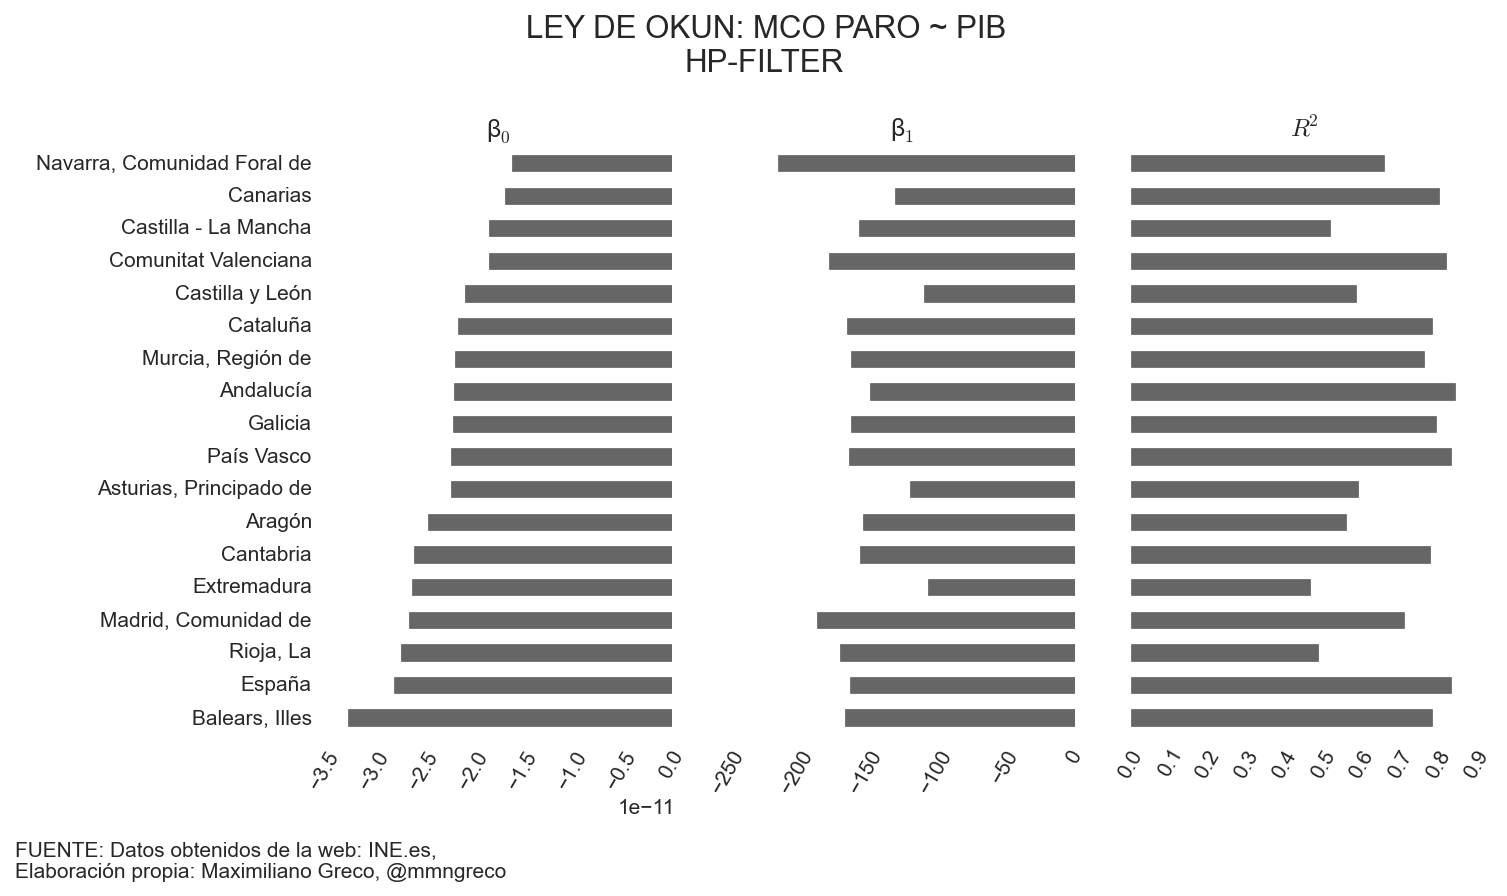 LEY DE OKUN: MCO PARO ~ PIB
HP-FILTER
β₀ β₁ R²
Navarra, Comunidad Foral de
Canarias
Castilla - La Mancha
Comunitat Valenciana
Castilla y León
Cataluña
Murcia, Región de
Andalucía
Galicia
País Vasco
Asturias, Principado de
Aragón
Cantabria
Extremadura
Madrid, Comunidad de
Rioja, La
España
Balears, Illes
−3.5 −3.0 −2.5 −2.0 −1.5 −1.0 −0.5 0.0 −250 −200 −150 −100 −50 0 0.0 0.1 0.2 0.3 0.4 0.5 0.6 0.7 0.8 0.9
1e−11
FUENTE: Datos obtenidos de la web: INE.es,
Elaboración propia: Maximiliano Greco, @mmngreco